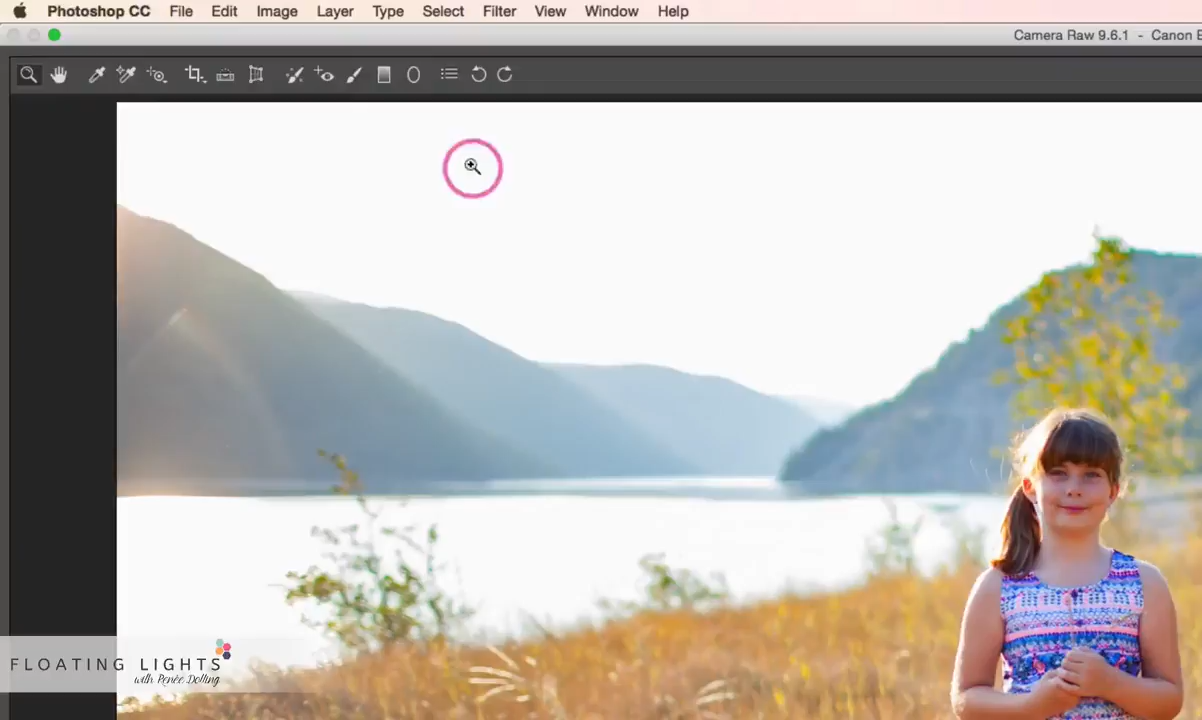 Photoshop CC File Edit Image Layer Type Select Filter View Window Help
Camera Raw 9.6.1 - Canon E
FLOATING LIGHTS
with Renée Dolling